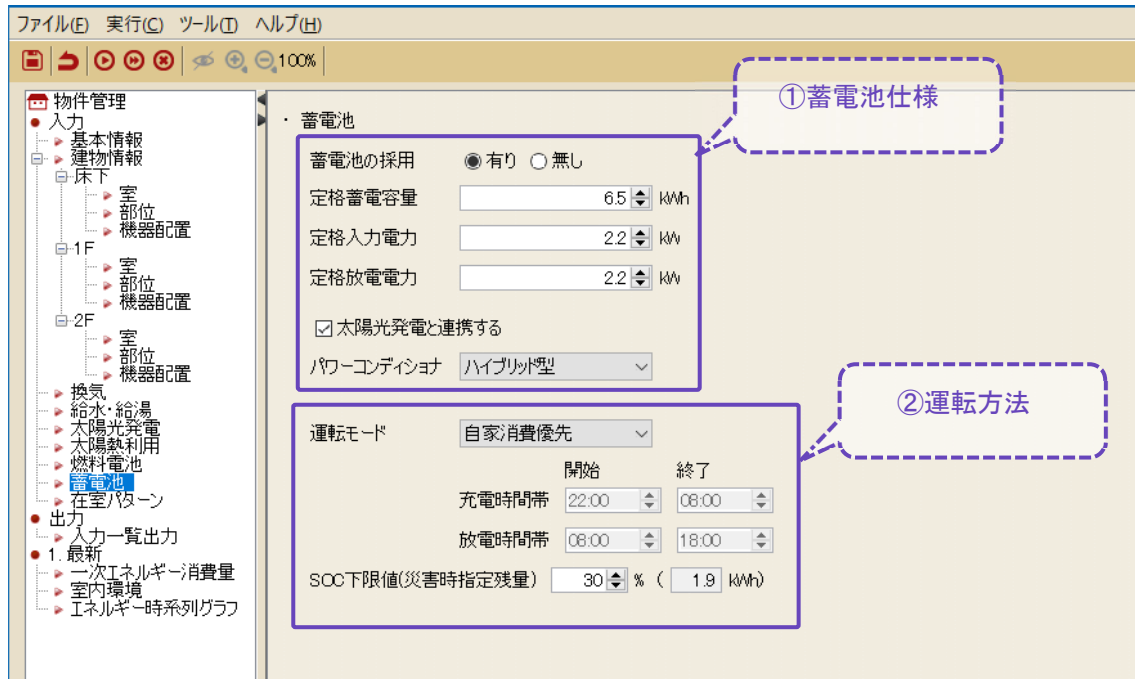 ファイル(F) 実行(C) ツール(T) ヘルプ(H)
100%
物件管理
入力
基本情報
建物情報
床下
室
部位
機器配置
1F
室
部位
機器配置
2F
室
部位
機器配置
換気
給水・給湯
太陽光発電
太陽熱利用
燃料電池
蓄電池
在室パターン
出力
入力一覧出力
1. 最新
一次エネルギー消費量
室内環境
エネルギー時系列グラフ
①蓄電池仕様
・ 蓄電池
蓄電池の採用 有り 無し
定格蓄電容量 6.5 kWh
定格入力電力 2.2 kW
定格放電電力 2.2 kW
太陽光発電と連携する
パワーコンディショナ ハイブリッド型
②運転方法
運転モード 自家消費優先
開始 終了
充電時間帯 22:00 08:00
放電時間帯 08:00 18:00
SOC下限値(災害時指定残量) 30 % ( 1.9 kWh)